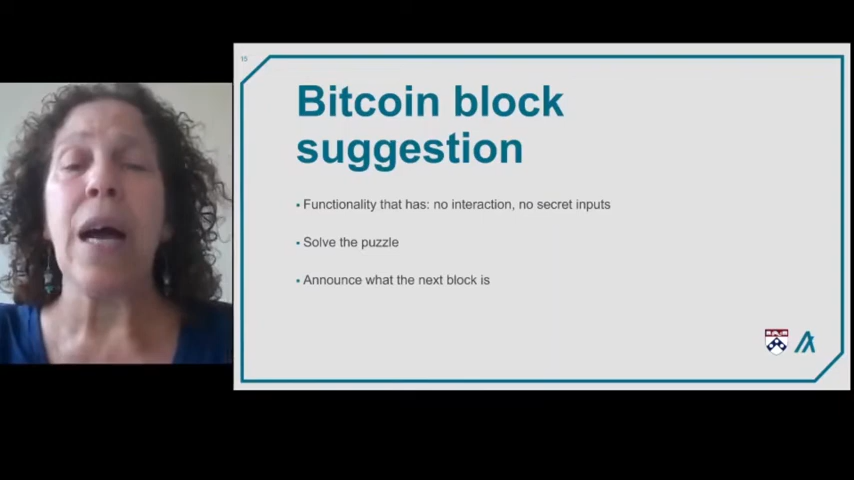 15
Bitcoin block
suggestion
▪ Functionality that has: no interaction, no secret inputs
▪ Solve the puzzle
▪ Announce what the next block is